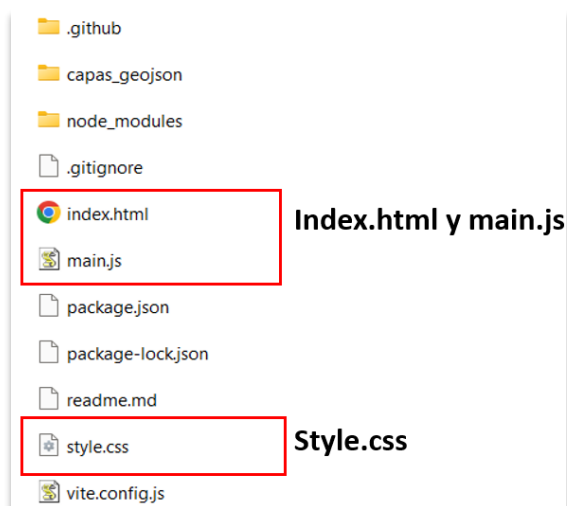 .github
capas_geojson
node_modules
.gitignore
index.html
Index.html y main.js
main.js
package.json
package-lock.json
readme.md
style.css
Style.css
vite.config.js